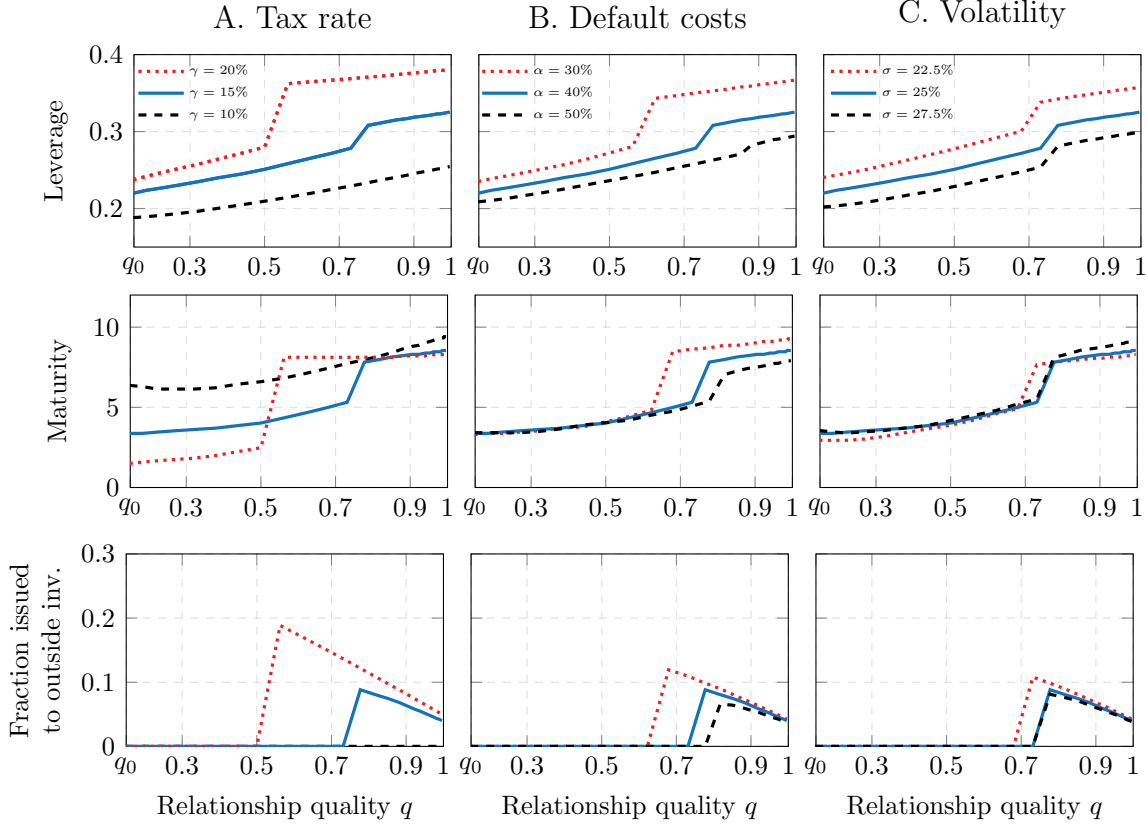 A. Tax rate
B. Default costs
C. Volatility
Leverage
0.4
0.3
0.2
γ = 20%
γ = 15%
γ = 10%
q0 0.3 0.5 0.7 0.9 1
α = 30%
α = 40%
α = 50%
q0 0.3 0.5 0.7 0.9 1
σ = 22.5%
σ = 25%
σ = 27.5%
q0 0.3 0.5 0.7 0.9 1
Maturity
10
5
0
q0 0.3 0.5 0.7 0.9 1
q0 0.3 0.5 0.7 0.9 1
q0 0.3 0.5 0.7 0.9 1
Fraction issued
to outside inv.
0.3
0.2
0.1
0
q0 0.3 0.5 0.7 0.9 1
q0 0.3 0.5 0.7 0.9 1
q0 0.3 0.5 0.7 0.9 1
Relationship quality q
Relationship quality q
Relationship quality q